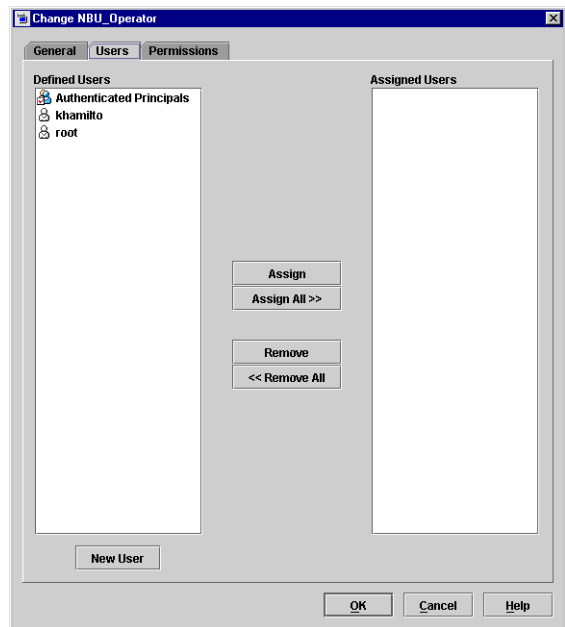 Change NBU_Operator
General Users Permissions
Defined Users Assigned Users
Authenticated Principals
khamilto
root
Assign
Assign All >>
Remove
<< Remove All
New User
OK Cancel Help